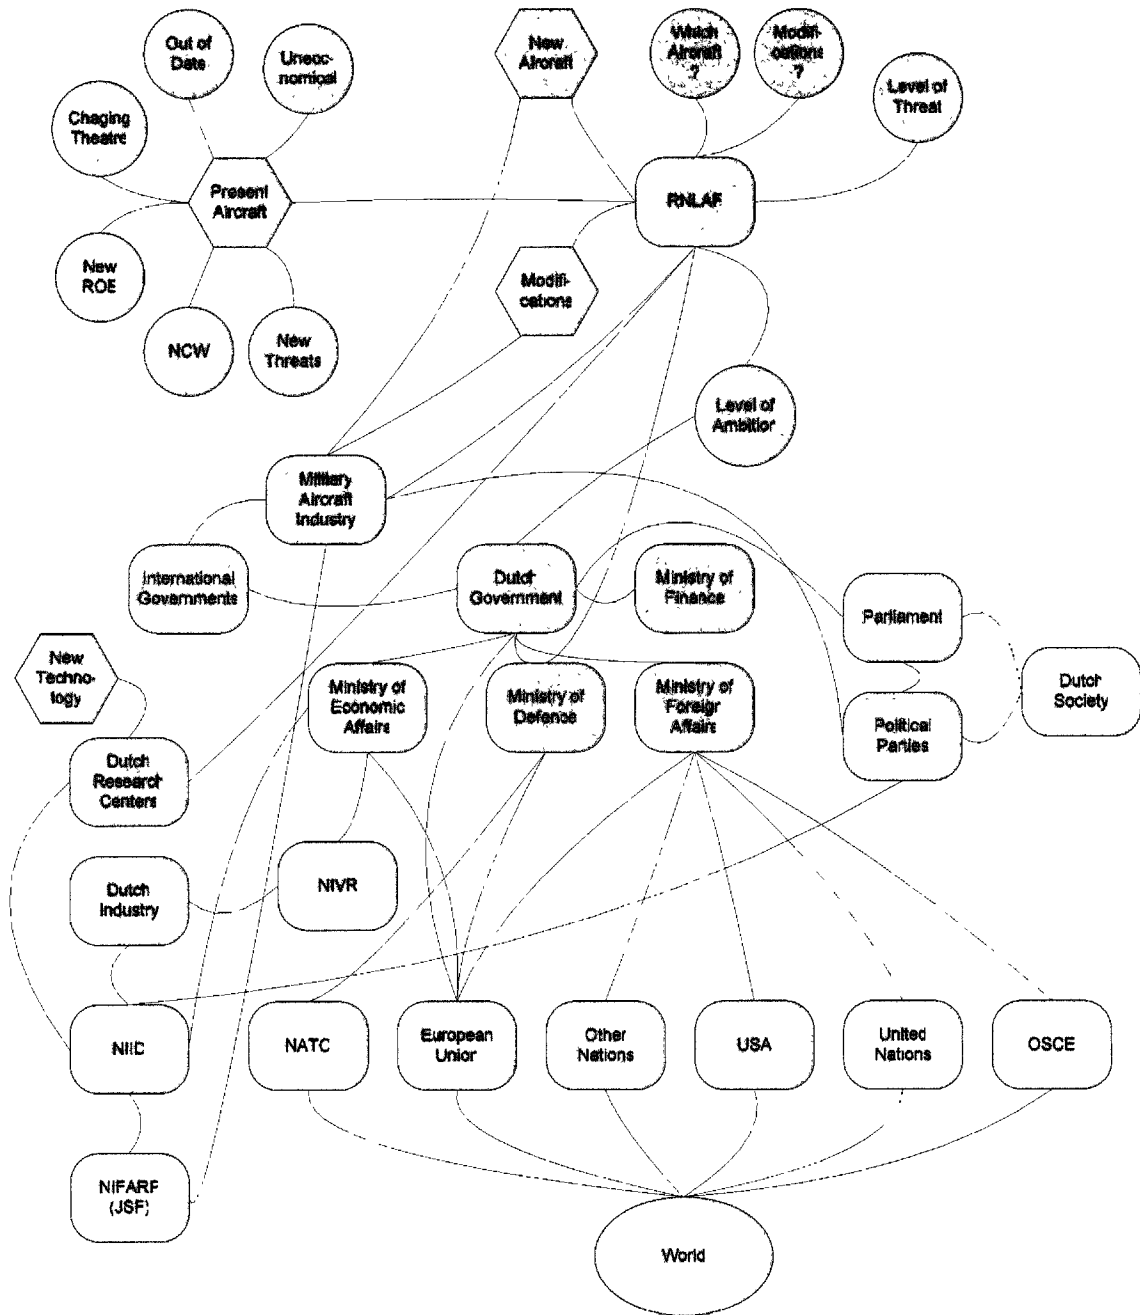 Out of
Date
Unecc-
nomical
New
Aircraft
Which
Aircraft
?
Modifi-
cations
?
Level of
Threat
Chaging
Theatre
Present
Aircraft
RNLAF
New
ROE
Modifi-
cations
NCW
New
Threats
Level of
Ambition
Military
Aircraft
Industry
International
Governments
Dutch
Government
Ministry of
Finance
Parliament
New
Techno-
logy
Ministry of
Economic
Affairs
Ministry of
Defence
Ministry of
Foreign
Affairs
Political
Parties
Dutch
Society
Dutch
Research
Centers
Dutch
Industry
NIVR
NIID
NATO
European
Union
Other
Nations
USA
United
Nations
OSCE
NIFARP
(JSF)
World